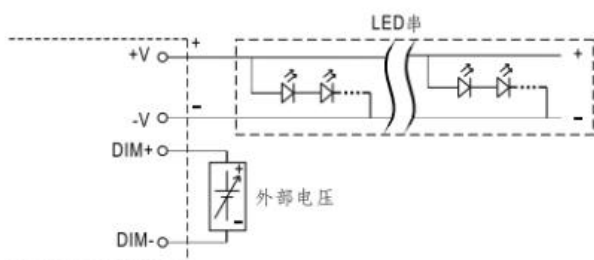 LED串
+V + +
-V - -
DIM+
+
外部电压
-
DIM-